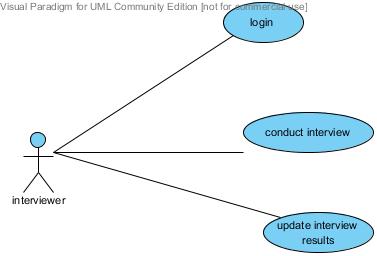 Visual Paradigm for UML Community Edition [not for commercial use]
login
conduct interview
interviewer
update interview
results